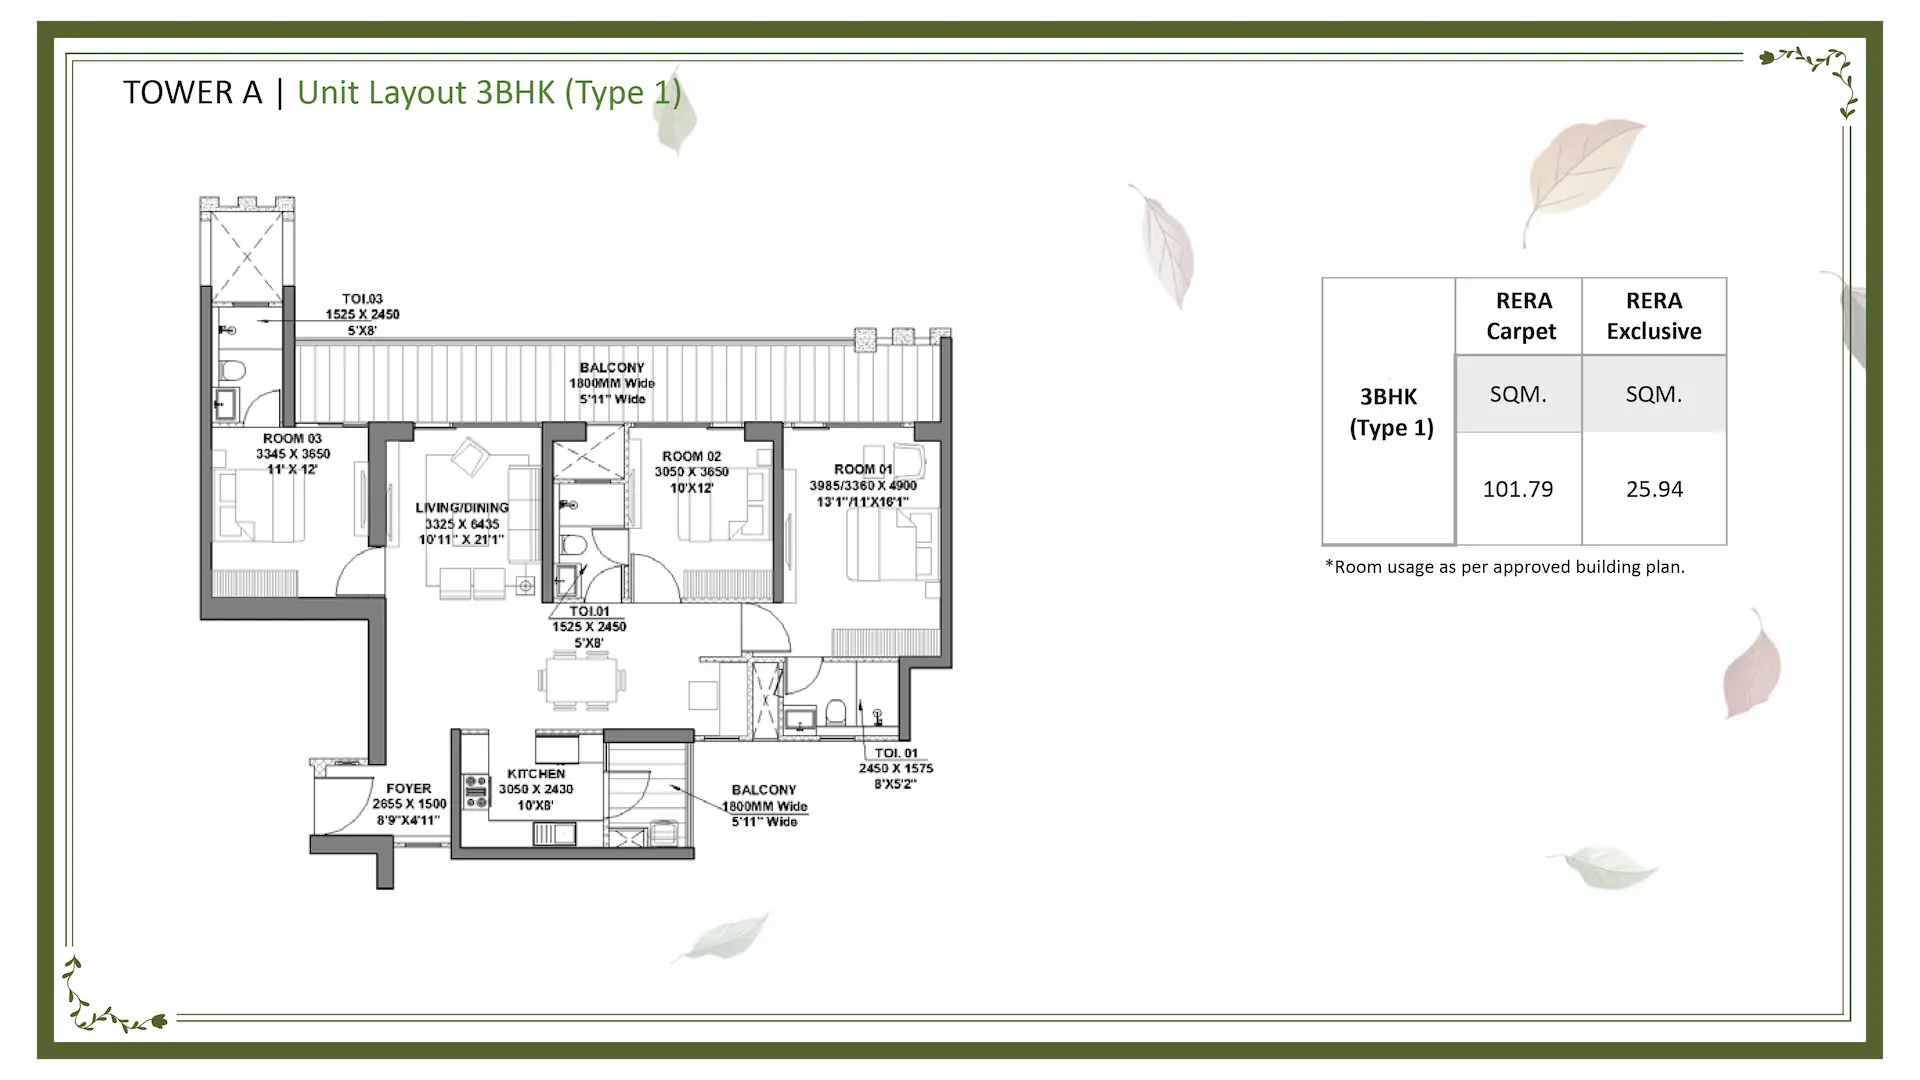 TOWER A | Unit Layout 3BHK (Type 1)
TOI.03
1525 X 2450
5'X8'
BALCONY
1800MM Wide
5'11" Wide
ROOM 03
3345 X 3650
11' X 12'
LIVING/DINING
3325 X 6435
10'11" X 21'1"
ROOM 02
3050 X 3650
10'X12'
ROOM 01
3985/3360 X 4900
13'1"/11'X16'1"
TOI.01
1525 X 2450
5'X8'
FOYER
2655 X 1500
8'9"X4'11"
KITCHEN
3050 X 2430
10'X8'
BALCONY
1800MM Wide
5'11" Wide
TOI. 01
2450 X 1575
8'X5'2"
3BHK
(Type 1)
RERA
Carpet
RERA
Exclusive
SQM.
SQM.
101.79
25.94
*Room usage as per approved building plan.